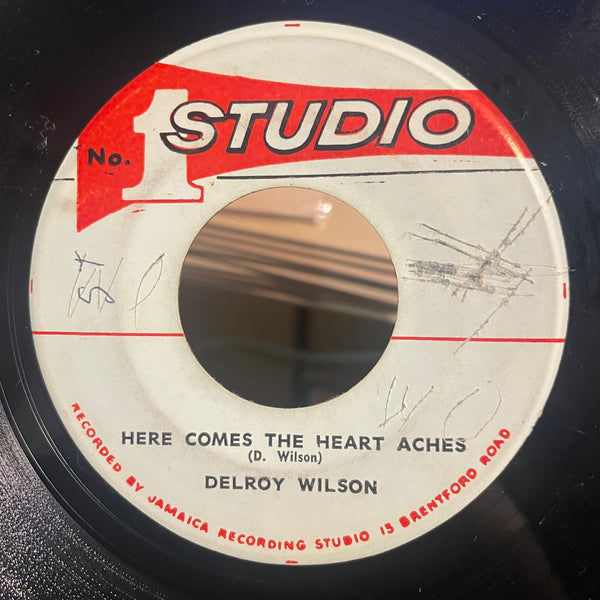 No. 1 STUDIO
HERE COMES THE HEART ACHES
(D. Wilson)
DELROY WILSON
RECORDED BY JAMAICA RECORDING STUDIO 13 BRENTFORD ROAD